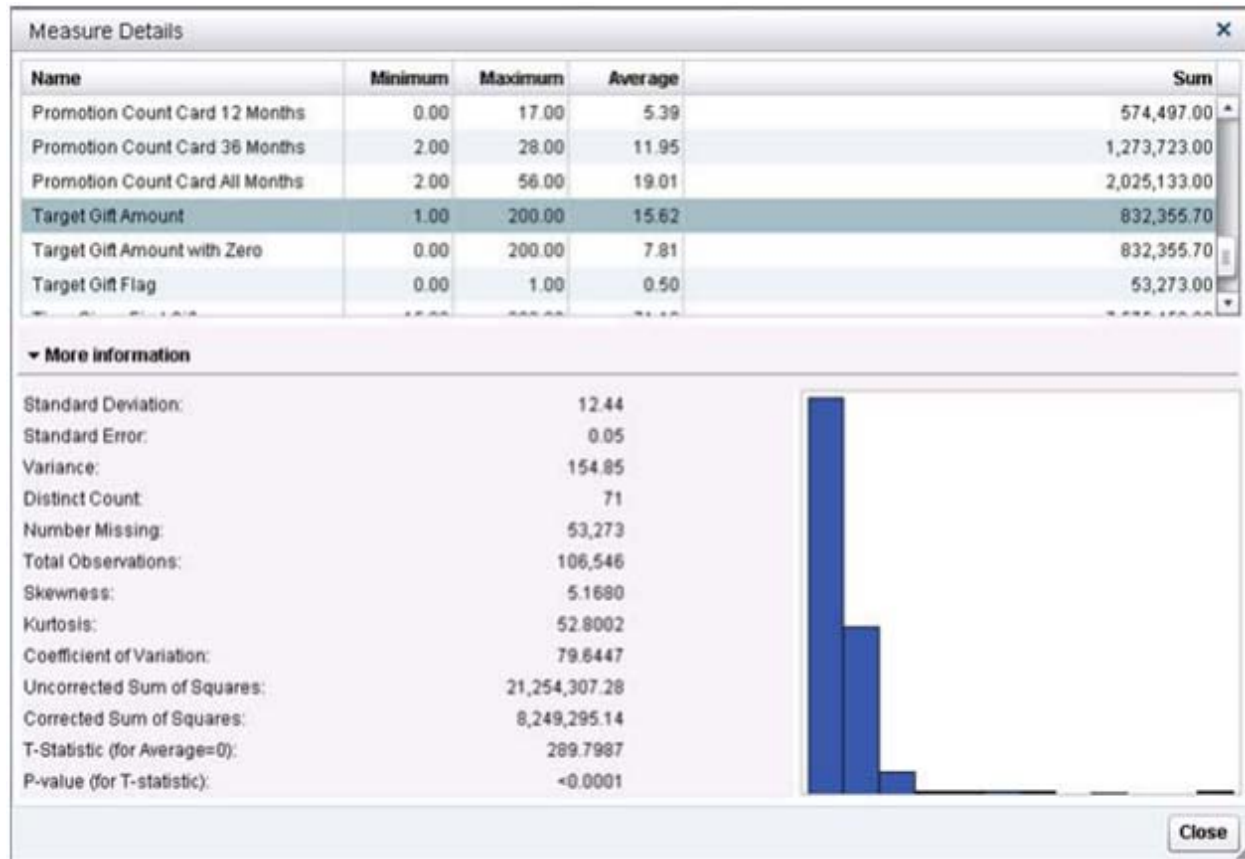 Measure Details
Name Minimum Maximum Average Sum
Promotion Count Card 12 Months 0.00 17.00 5.39 574,497.00
Promotion Count Card 36 Months 2.00 28.00 11.95 1,273,723.00
Promotion Count Card All Months 2.00 56.00 19.01 2,025,133.00
Target Gift Amount 1.00 200.00 15.62 832,355.70
Target Gift Amount with Zero 0.00 200.00 7.81 832,355.70
Target Gift Flag 0.00 1.00 0.50 53,273.00
More information
Standard Deviation: 12.44
Standard Error: 0.05
Variance: 154.85
Distinct Count: 71
Number Missing: 53,273
Total Observations: 106,546
Skewness: 5.1680
Kurtosis: 52.8002
Coefficient of Variation: 79.6447
Uncorrected Sum of Squares: 21,254,307.28
Corrected Sum of Squares: 8,249,295.14
T-Statistic (for Average=0): 289.7987
P-value (for T-statistic): <0.0001
Close